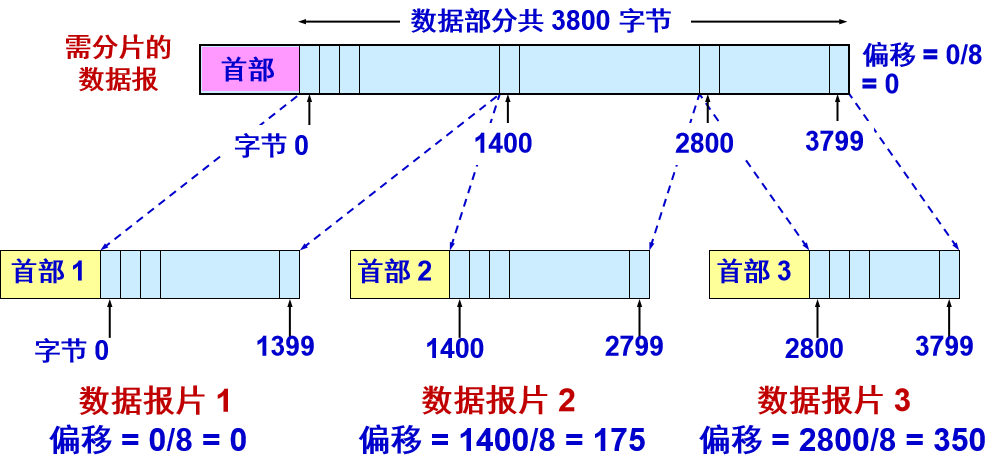 数据部分共 3800 字节
需分片的
数据报
首部
偏移 = 0/8
= 0
字节 0
1400
2800
3799
首部 1
首部 2
首部 3
字节 0
1399
1400
2799
2800
3799
数据报片 1
数据报片 2
数据报片 3
偏移 = 0/8 = 0
偏移 = 1400/8 = 175
偏移 = 2800/8 = 350